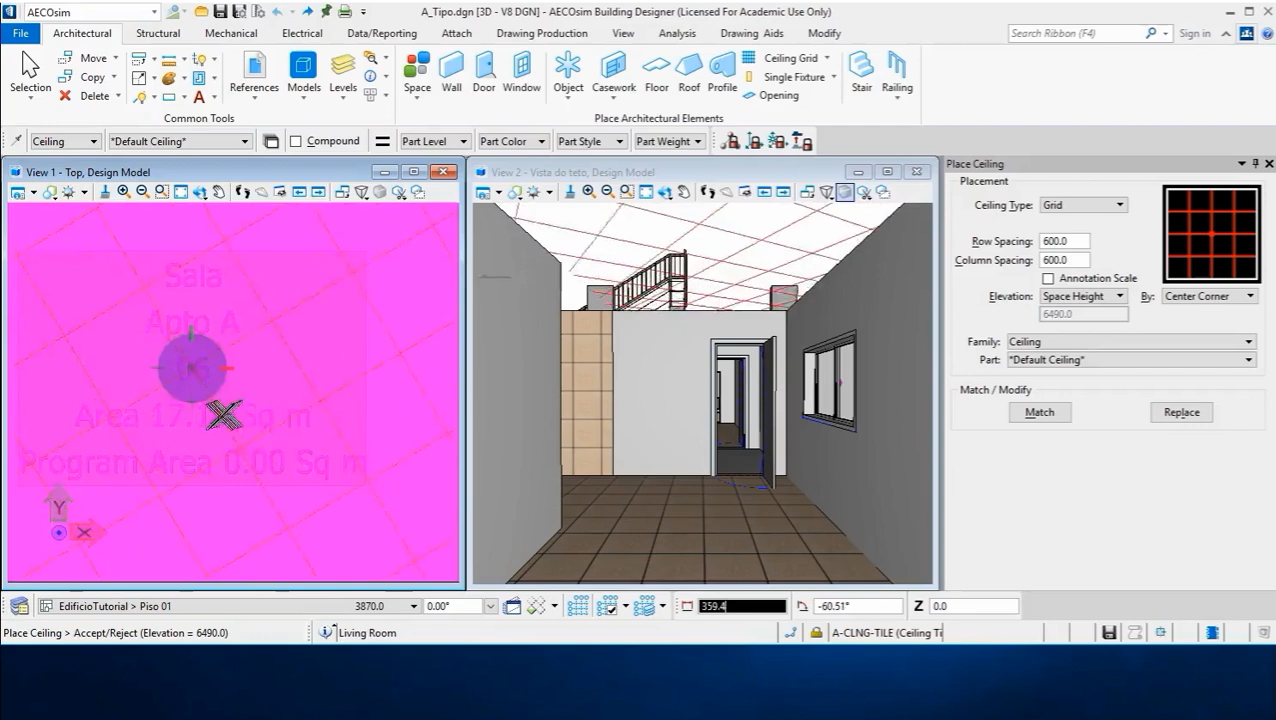 AECOsim
A_Tipo.dgn [3D - V8 DGN] - AECOsim Building Designer (Licensed For Academic Use Only)
File
Architectural
Structural
Mechanical
Electrical
Data/Reporting
Attach
Drawing Production
View
Analysis
Drawing Aids
Modify
Search Ribbon (F4)
Sign in
Selection
Move
Copy
Delete
References
Models
Levels
Space
Wall
Door
Window
Object
Casework
Floor
Roof
Profile
Ceiling Grid
Single Fixture
Opening
Stair
Railing
Common Tools
Place Architectural Elements
Ceiling
*Default Ceiling*
Compound
Part Level
Part Color
Part Style
Part Weight
View 1 - Top, Design Model
View 2 - Vista do teto, Design Model
Sala
Apto A
Area 17.1 Sq m
Program Area 0.00 Sq m
Y
X
Place Ceiling
Placement
Ceiling Type: Grid
Row Spacing: 600.0
Column Spacing: 600.0
Annotation Scale
Elevation: Space Height By: Center Corner
6490.0
Family: Ceiling
Part: *Default Ceiling*
Match / Modify
Match
Replace
EdificioTutorial > Piso 01
3870.0
0.00°
359.4
-60.51°
Z
0.0
Place Ceiling > Accept/Reject (Elevation = 6490.0)
Living Room
A-CLNG-TILE (Ceiling Ti